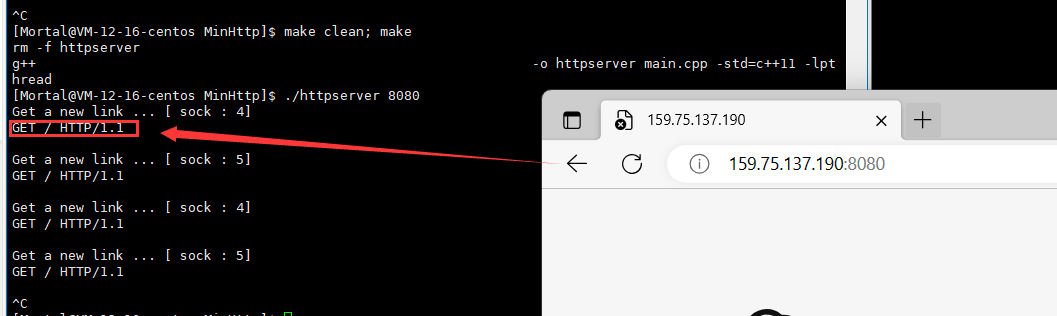 ^C
[Mortal@VM-12-16-centos MinHttp]$ make clean; make
rm -f httpserver
g++ -o httpserver main.cpp -std=c++11 -lpt
hread
[Mortal@VM-12-16-centos MinHttp]$ ./httpserver 8080
Get a new link ... [ sock : 4]
GET / HTTP/1.1
Get a new link ... [ sock : 5]
GET / HTTP/1.1
Get a new link ... [ sock : 4]
GET / HTTP/1.1
Get a new link ... [ sock : 5]
GET / HTTP/1.1
^C
159.75.137.190
159.75.137.190:8080